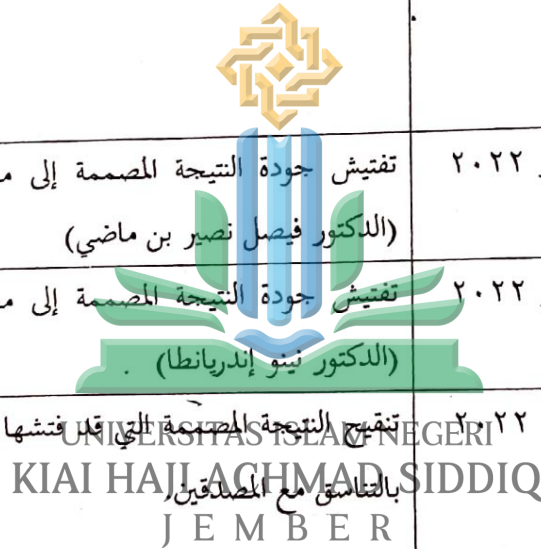 ٢٠٢٢ تفتيش جودة النتيجة المصممة إلى
(الدكتور فيصل نصير بن ماضي)
٢٠٢٢ تفتيش جودة النتيجة المصممة إلى
(الدكتور نينو إندريانطا) .
٢٠٢٢ تنقيح النتيجة المصممة التي قد فتشها
بالتناسق مع المصدقين.
UNIVERSITAS ISLAM NEGERI
KIAI HAJI ACHMAD SIDDIQ
JEMBER